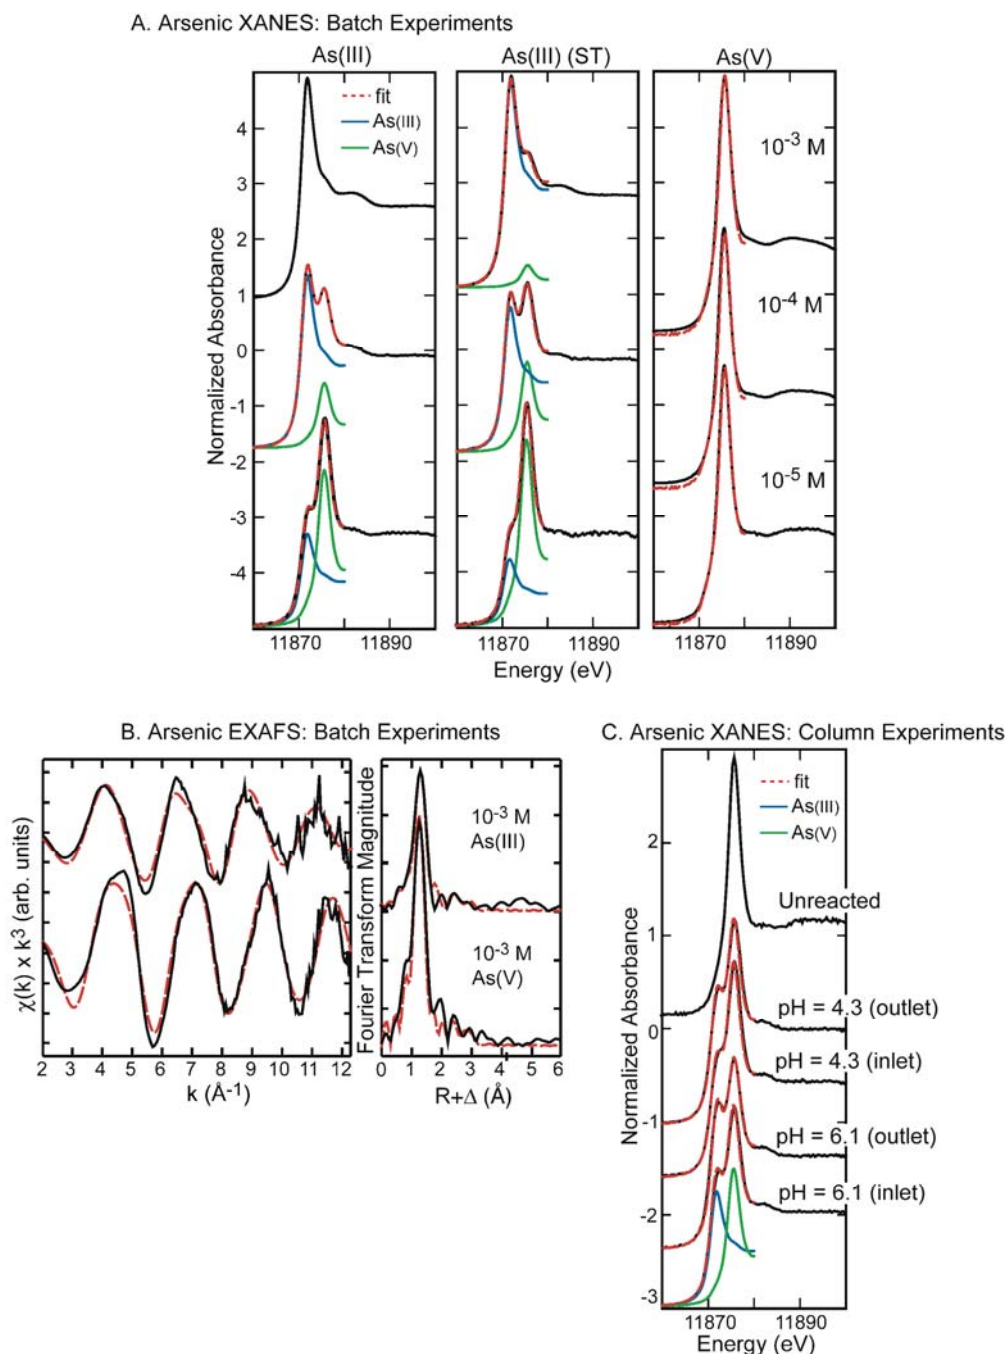 A. Arsenic XANES: Batch Experiments
As(III)
As(III) (ST)
As(V)
fit
As(III)
As(V)
10-3 M
10-4 M
10-5 M
4
3
2
1
0
-1
-2
-3
-4
Normalized Absorbance
11870 11890
11870 11890
11870 11890
Energy (eV)
B. Arsenic EXAFS: Batch Experiments
χ(k) x k3 (arb. units)
2 3 4 5 6 7 8 9 10 11 12
k (Å-1)
Fourier Transform Magnitude
10-3 M
As(III)
10-3 M
As(V)
0 1 2 3 4 5 6
R+Δ (Å)
C. Arsenic XANES: Column Experiments
fit
As(III)
As(V)
Unreacted
pH = 4.3 (outlet)
pH = 4.3 (inlet)
pH = 6.1 (outlet)
pH = 6.1 (inlet)
2
1
0
-1
-2
-3
Normalized Absorbance
11870 11890
Energy (eV)